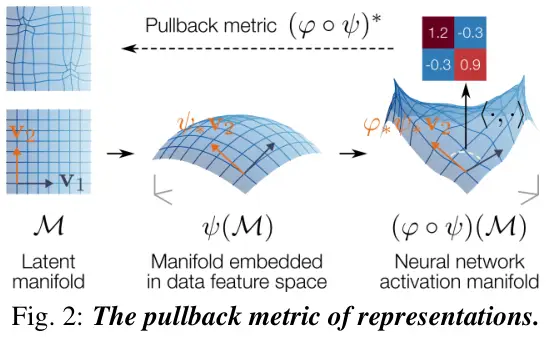 Pullback metric (φ ∘ ψ)*
1.2 -0.3
-0.3 0.9
v₂
v₁
ψ*v₂
φ*ψ*v₂
⟨·,·⟩
M
ψ(M)
(φ ∘ ψ)(M)
Latent manifold
Manifold embedded in data feature space
Neural network activation manifold
Fig. 2: The pullback metric of representations.